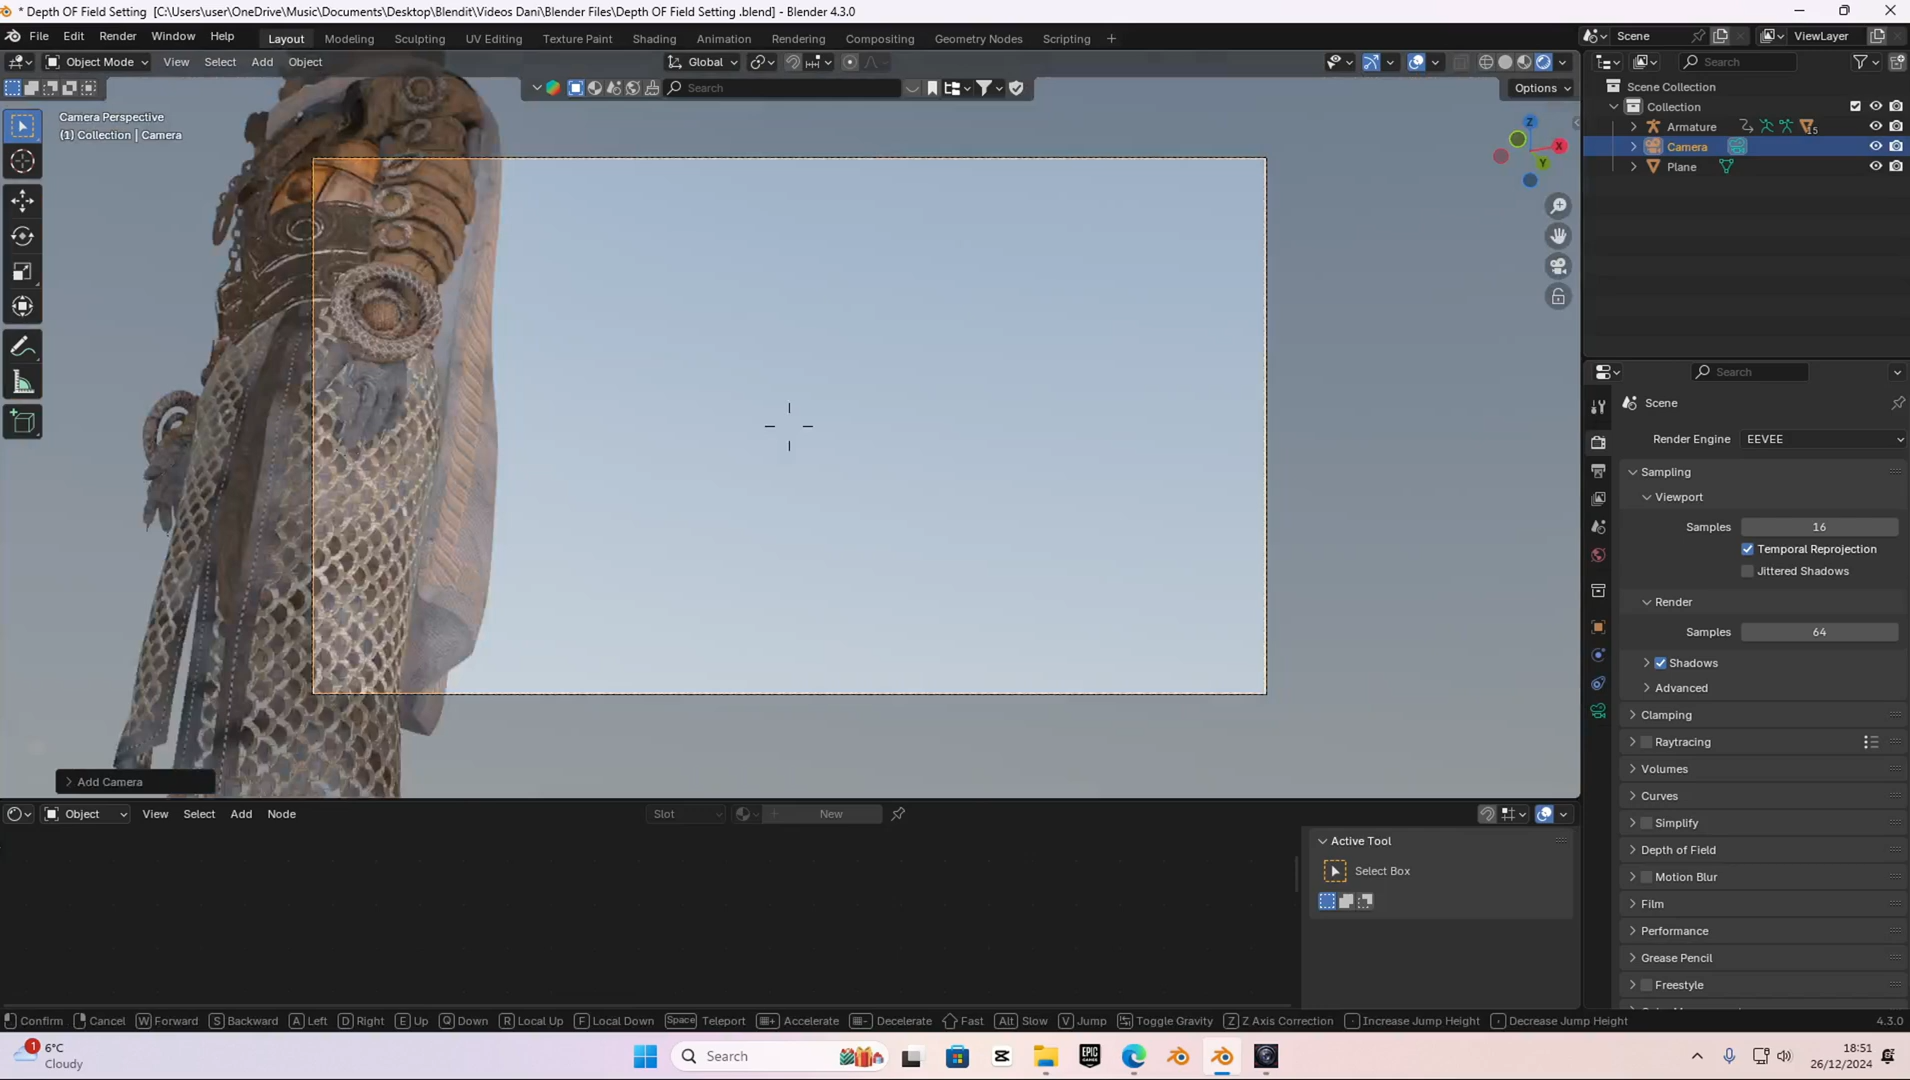 * Depth OF Field Setting  [C:\Users\user\OneDrive\Music\Documents\Desktop\Blendit\Videos Dani\Blender Files\Depth OF Field Setting .blend] - Blender 4.3.0
File Edit Render Window Help Layout Modeling Sculpting UV Editing Texture Paint Shading Animation Rendering Compositing Geometry Nodes Scripting + Scene ViewLayer
Object Mode View Select Add Object Global Search
Search Options
Camera Perspective
(1) Collection | Camera
Z
X
Y
Add Camera
Scene Collection
Collection
Armature 15
Camera
Plane
Search
Scene
Render Engine EEVEE
Sampling
Viewport
Samples 16
Temporal Reprojection
Jittered Shadows
Render
Samples 64
Shadows
Advanced
Clamping
Raytracing
Volumes
Curves
Simplify
Depth of Field
Motion Blur
Film
Performance
Grease Pencil
Freestyle
Object View Select Add Node Slot New
Active Tool
Select Box
Confirm Cancel W Forward S Backward A Left D Right E Up Q Down R Local Up F Local Down Space Teleport Accelerate Decelerate Fast Alt Slow V Jump Toggle Gravity Z Z Axis Correction . Increase Jump Height , Decrease Jump Height 4.3.0
1 6°C
Cloudy
Search
EPIC GAMES
18:51
26/12/2024